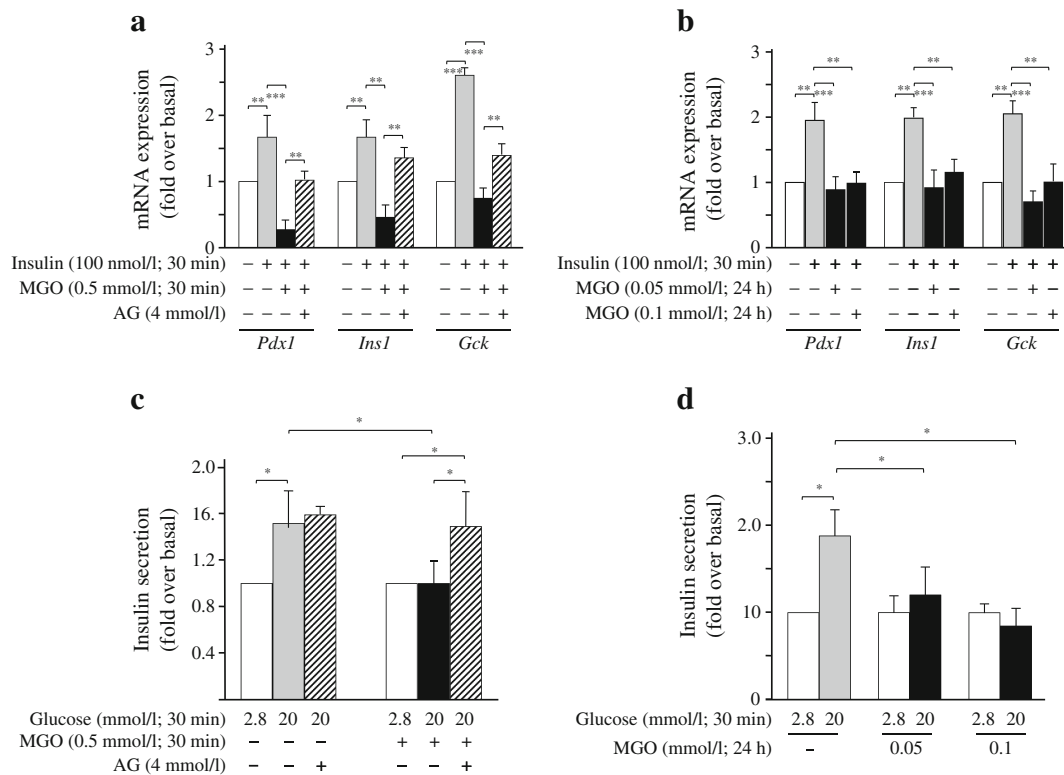 a
mRNA expression
(fold over basal)
3
2
1
0
** *** ** ** ** ** *** *** **
Insulin (100 nmol/l; 30 min) – + + + – + + + – + + +
MGO (0.5 mmol/l; 30 min) – – + + – – + + – – + +
AG (4 mmol/l) – – – + – – – + – – – +
Pdx1 Ins1 Gck
b
mRNA expression
(fold over basal)
3
2
1
0
** ** ** 
** *** ** *** ** ***
Insulin (100 nmol/l; 30 min) – + + + – + + + – + + +
MGO (0.05 mmol/l; 24 h) – – + – – – + – – – + –
MGO (0.1 mmol/l; 24 h) – – – + – – – + – – – +
Pdx1 Ins1 Gck
c
Insulin secretion
(fold over basal)
2.0
16.
1.2
0.8
0.4
* * * *
*
Glucose (mmol/l; 30 min) 2.8 20 20 2.8 20 20
MGO (0.5 mmol/l; 30 min) – – – + + +
AG (4 mmol/l) – – + – – +
d
Insulin secretion
(fold over basal)
3.0
2.0
10
0
*
*
*
Glucose (mmol/l; 30 min) 2.8 20 2.8 20 2.8 20
MGO (mmol/l; 24 h) – 0.05 0.1